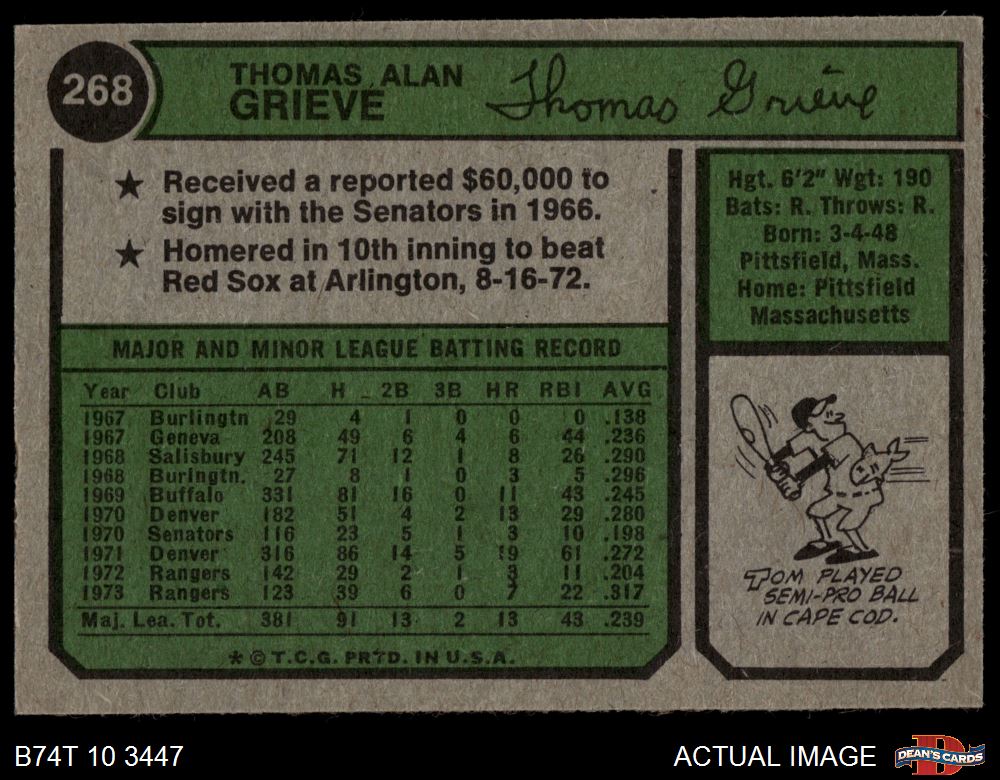 268
THOMAS ALAN
GRIEVE
Thomas Grieve
★ Received a reported $60,000 to
sign with the Senators in 1966.
★ Homered in 10th inning to beat
Red Sox at Arlington, 8-16-72.
Hgt. 6'2" Wgt: 190
Bats: R. Throws: R.
Born: 3-4-48
Pittsfield, Mass.
Home: Pittsfield
Massachusetts
MAJOR AND MINOR LEAGUE BATTING RECORD
Year Club AB H 2B 3B HR RBI AVG
1967 Burlingtn 29 4 1 0 0 0 .138
1967 Geneva 208 49 6 4 6 44 .236
1968 Salisbury 245 71 12 1 8 26 .290
1968 Burlngtn. 27 8 1 0 3 5 .296
1969 Buffalo 331 81 16 0 11 43 .245
1970 Denver 182 51 4 2 13 29 .280
1970 Senators 116 23 5 1 3 10 .198
1971 Denver 316 86 14 5 19 61 .272
1972 Rangers 142 29 2 1 3 11 .204
1973 Rangers 123 39 6 0 7 22 .317
Maj. Lea. Tot. 381 91 13 2 13 43 .239
* © T.C.G. PRTD. IN U.S.A.
TOM PLAYED
SEMI-PRO BALL
IN CAPE COD.
B74T 10 3447
ACTUAL IMAGE
D
DEAN'S CARDS